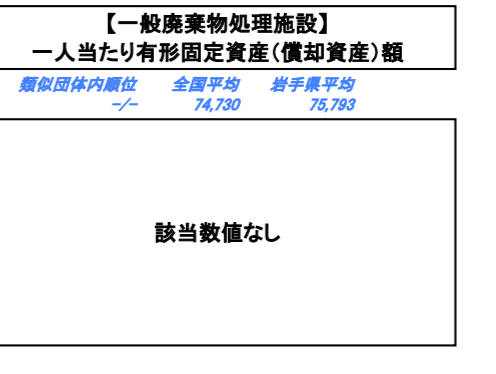 【一般廃棄物処理施設】
一人当たり有形固定資産(償却資産)額
類似団体内順位 全国平均 岩手県平均
-/- 74,730 75,793
該当数値なし